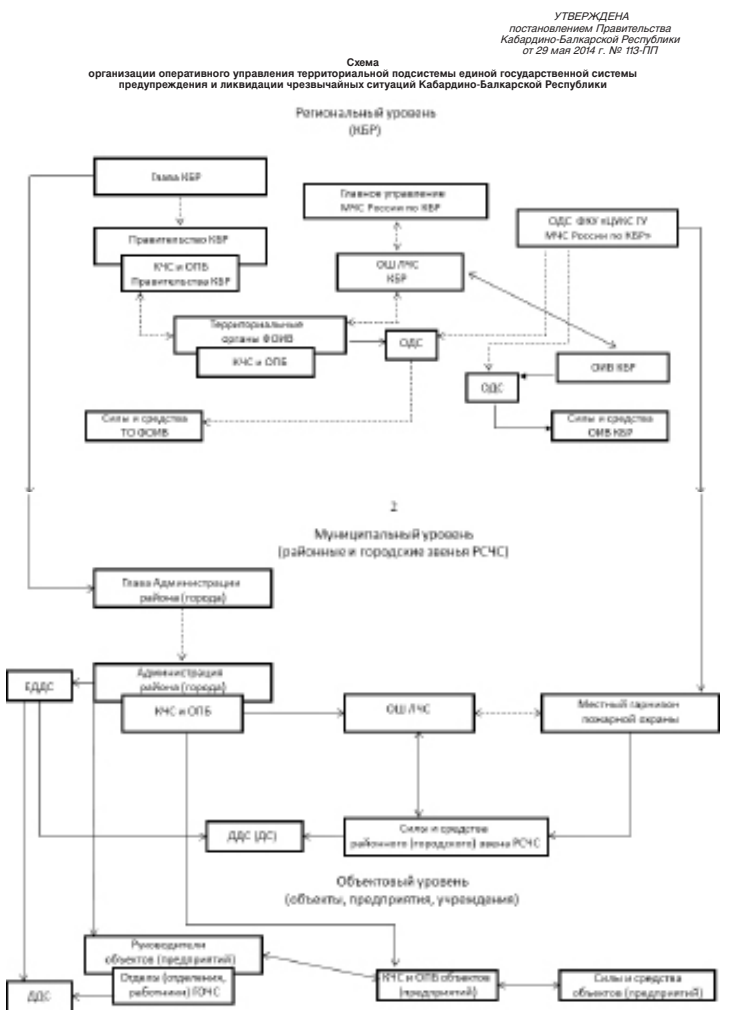 УТВЕРЖДЕНА
постановлением Правительства
Кабардино-Балкарской Республики
от 29 мая 2014 г. № 113-ПП
Схема
организации оперативного управления территориальной подсистемы единой государственной системы
предупреждения и ликвидации чрезвычайных ситуаций Кабардино-Балкарской Республики
Региональный уровень
(КБР)
Глава КБР
Главное управление
МЧС России по КБР
ОДС ФКУ «ЦУКС ГУ
МЧС России по КБР»
Правительство КБР
КЧС и ОПБ
Правительства КБР
ОШ ЛЧС
КБР
Территориальные
органы ФОИВ
КЧС и ОПБ
ОДС
ОИВ КБР
ОДС
Силы и средства
ТО ФОИВ
Силы и средства
ОИВ КБР
2
Муниципальный уровень
(районные и городские звенья РСЧС)
Глава Администрации
района (города)
Администрация
района (города)
ЕДДС
КЧС и ОПБ
ОШ ЛЧС
Местный гарнизон
пожарной охраны
ДДС (ДС)
Силы и средства
районного (городского) звена РСЧС
Объектовый уровень
(объекты, предприятия, учреждения)
Руководители
объектов (предприятий)
Отделы (отделения,
работники) ГОЧС
ДДС
КЧС и ОПБ объектов
(предприятий)
Силы и средства
объектов (предприятий)